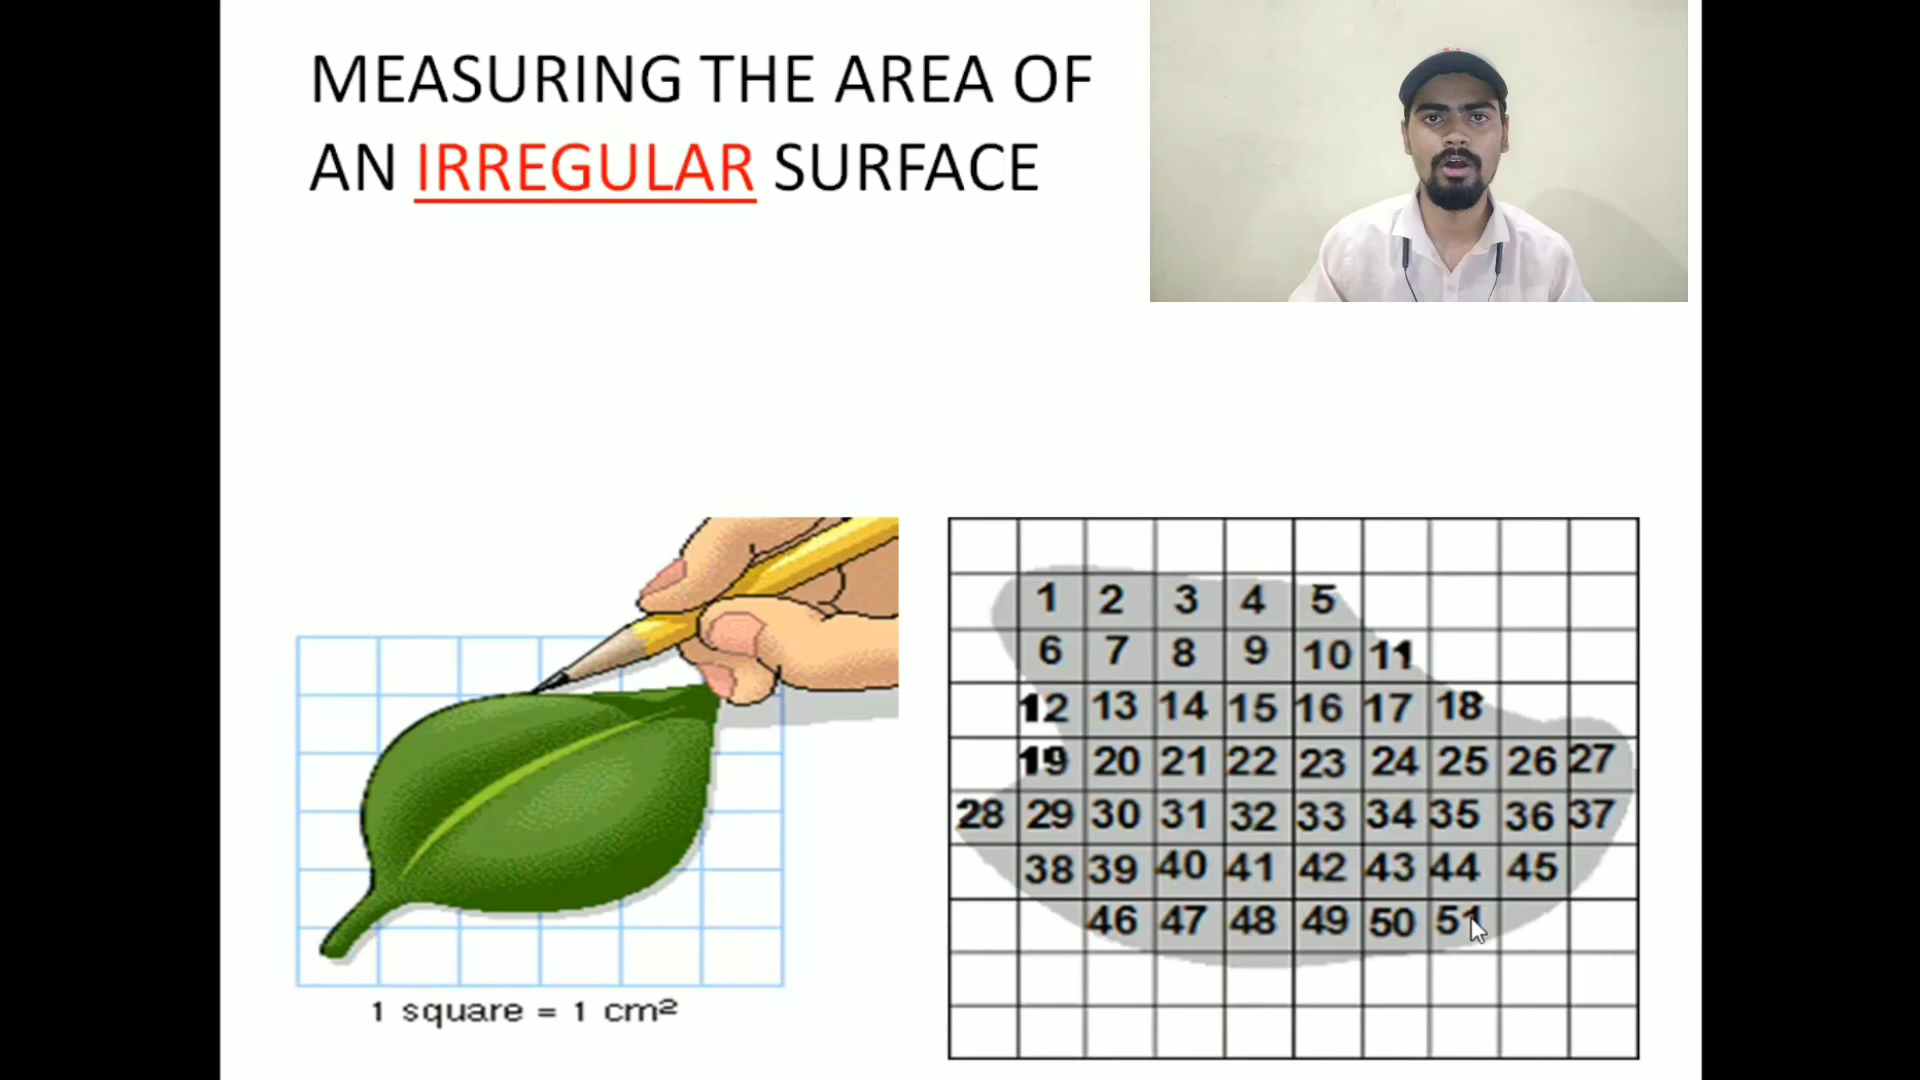 MEASURING THE AREA OF
AN IRREGULAR SURFACE
1 2 3 4 5
6 7 8 9 10 11
12 13 14 15 16 17 18
19 20 21 22 23 24 25 26 27
28 29 30 31 32 33 34 35 36 37
38 39 40 41 42 43 44 45
46 47 48 49 50 51
1 square = 1 cm²